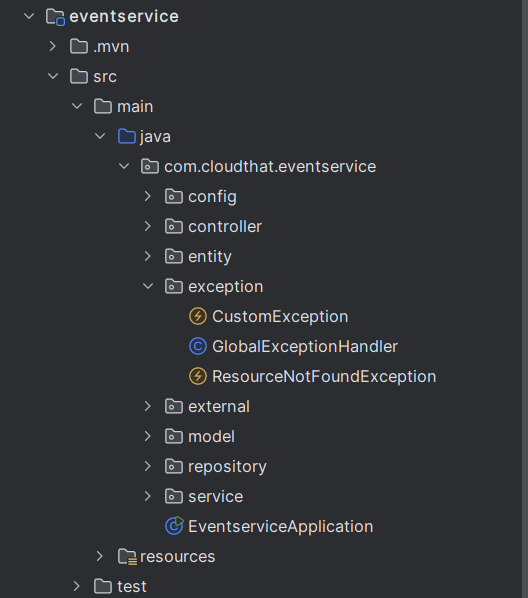 eventservice
.mvn
src
main
java
com.cloudthat.eventservice
config
controller
entity
exception
CustomException
GlobalExceptionHandler
ResourceNotFoundException
external
model
repository
service
EventserviceApplication
resources
test